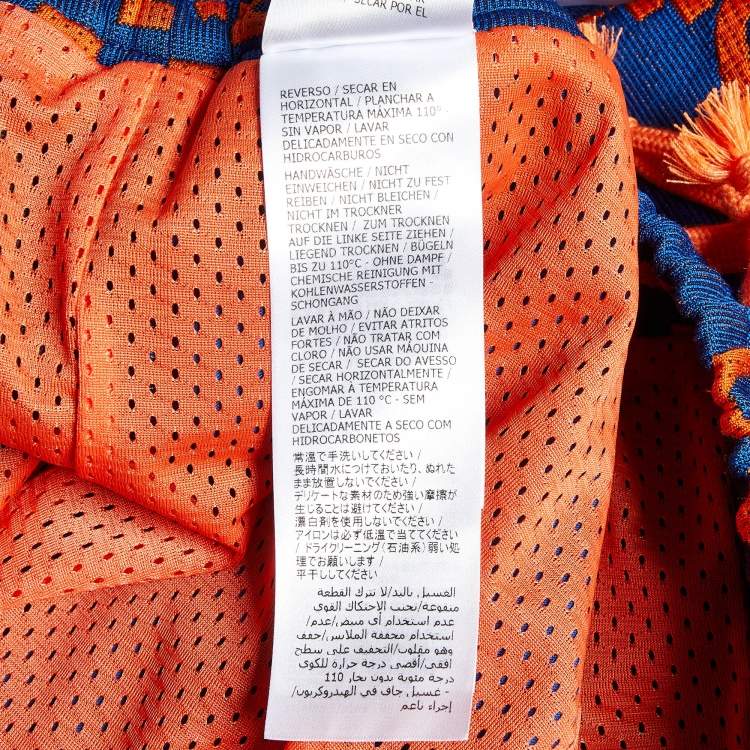 SECAR POR EL
REVERSO / SECAR EN
HORIZONTAL / PLANCHAR A
TEMPERATURA MÁXIMA 110° -
SIN VAPOR / LAVAR
DELICADAMENTE EN SECO CON
HIDROCARBUROS
HANDWÄSCHE / NICHT
EINWEICHEN / NICHT ZU FEST
REIBEN / NICHT BLEICHEN /
NICHT IM TROCKNER
TROCKNEN / ZUM TROCKNEN
AUF DIE LINKE SEITE ZIEHEN /
LIEGEND TROCKNEN / BÜGELN
BIS ZU 110°C - OHNE DAMPF /
CHEMISCHE REINIGUNG MIT
KOHLENWASSERSTOFFEN -
SCHONGANG
LAVAR À MÃO / NÃO DEIXAR
DE MOLHO / EVITAR ATRITOS
FORTES / NÃO TRATAR COM
CLORO / NÃO USAR MÁQUINA
DE SECAR / SECAR DO AVESSO
/ SECAR HORIZONTALMENTE /
ENGOMAR À TEMPERATURA
MÁXIMA DE 110 °C - SEM
VAPOR / LAVAR
DELICADAMENTE A SECO COM
HIDROCARBONETOS
常温で手洗いしてください/
長時間水につけておいたり、ぬれた
まま放置しないでください/
デリケートな素材のため強い摩擦が
生じることは避けてください/
漂白剤を使用しないでください/
アイロンは必ず低温で当ててください
/ドライクリーニング(石油系)弱い処
理でお願いします/
平干ししてください
الغسيل باليد/لا تترك القطعة
منقوعة/تجنب الاحتكاك القوي
عدم استخدام أي مبيض/عدم/
استخدام مجففة الملابس/جفف
وهو مقلوب/التجفيف على سطح
أفقي/أقصى درجة حرارة للكوي
110 درجة مئوية بدون بخار
- غسيل جاف في الهيدروكربون/
إجراء ناعم